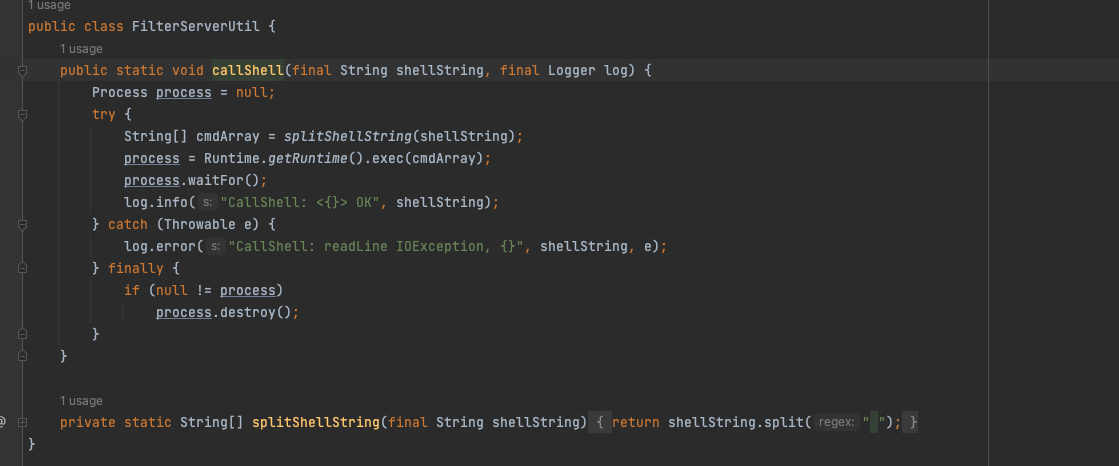 1 usage
public class FilterServerUtil {
1 usage
public static void callShell(final String shellString, final Logger log) {
Process process = null;
try {
String[] cmdArray = splitShellString(shellString);
process = Runtime.getRuntime().exec(cmdArray);
process.waitFor();
log.info( s: "CallShell: <{}> OK", shellString);
} catch (Throwable e) {
log.error( s: "CallShell: readLine IOException, {}", shellString, e);
} finally {
if (null != process)
process.destroy();
}
}
1 usage
@ private static String[] splitShellString(final String shellString) { return shellString.split( regex: " "); }
}